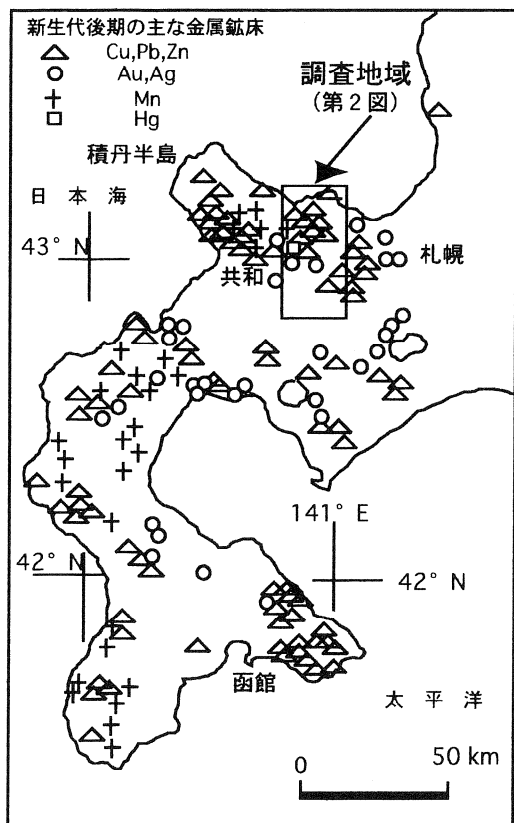 新生代後期の主な金属鉱床
Cu,Pb,Zn
Au,Ag
Mn
Hg
調査地域
(第2図)
積丹半島
日本海
43° N
共和
札幌
141° E
42° N
42° N
函館
太平洋
0
50 km